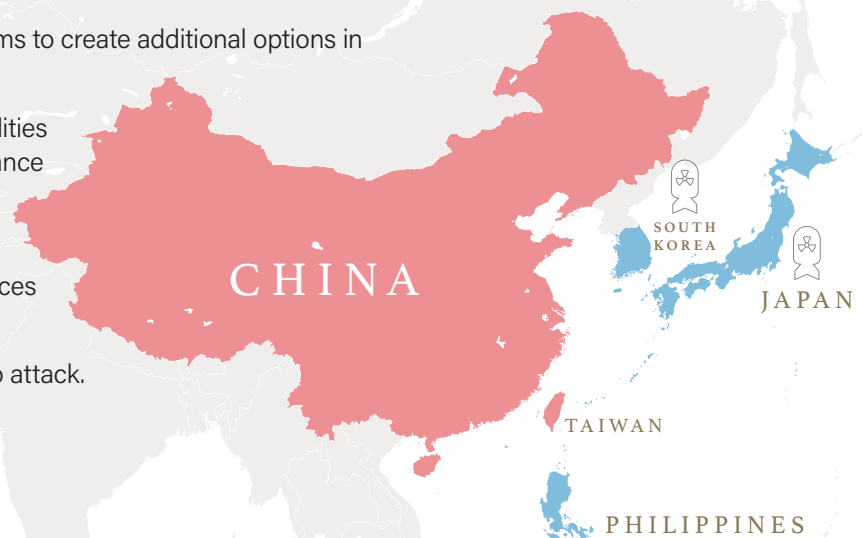 ms to create additional options in
lities
ance
SOUTH
KOREA
CHINA
ces
JAPAN
o attack.
TAIWAN
PHILIPPINES